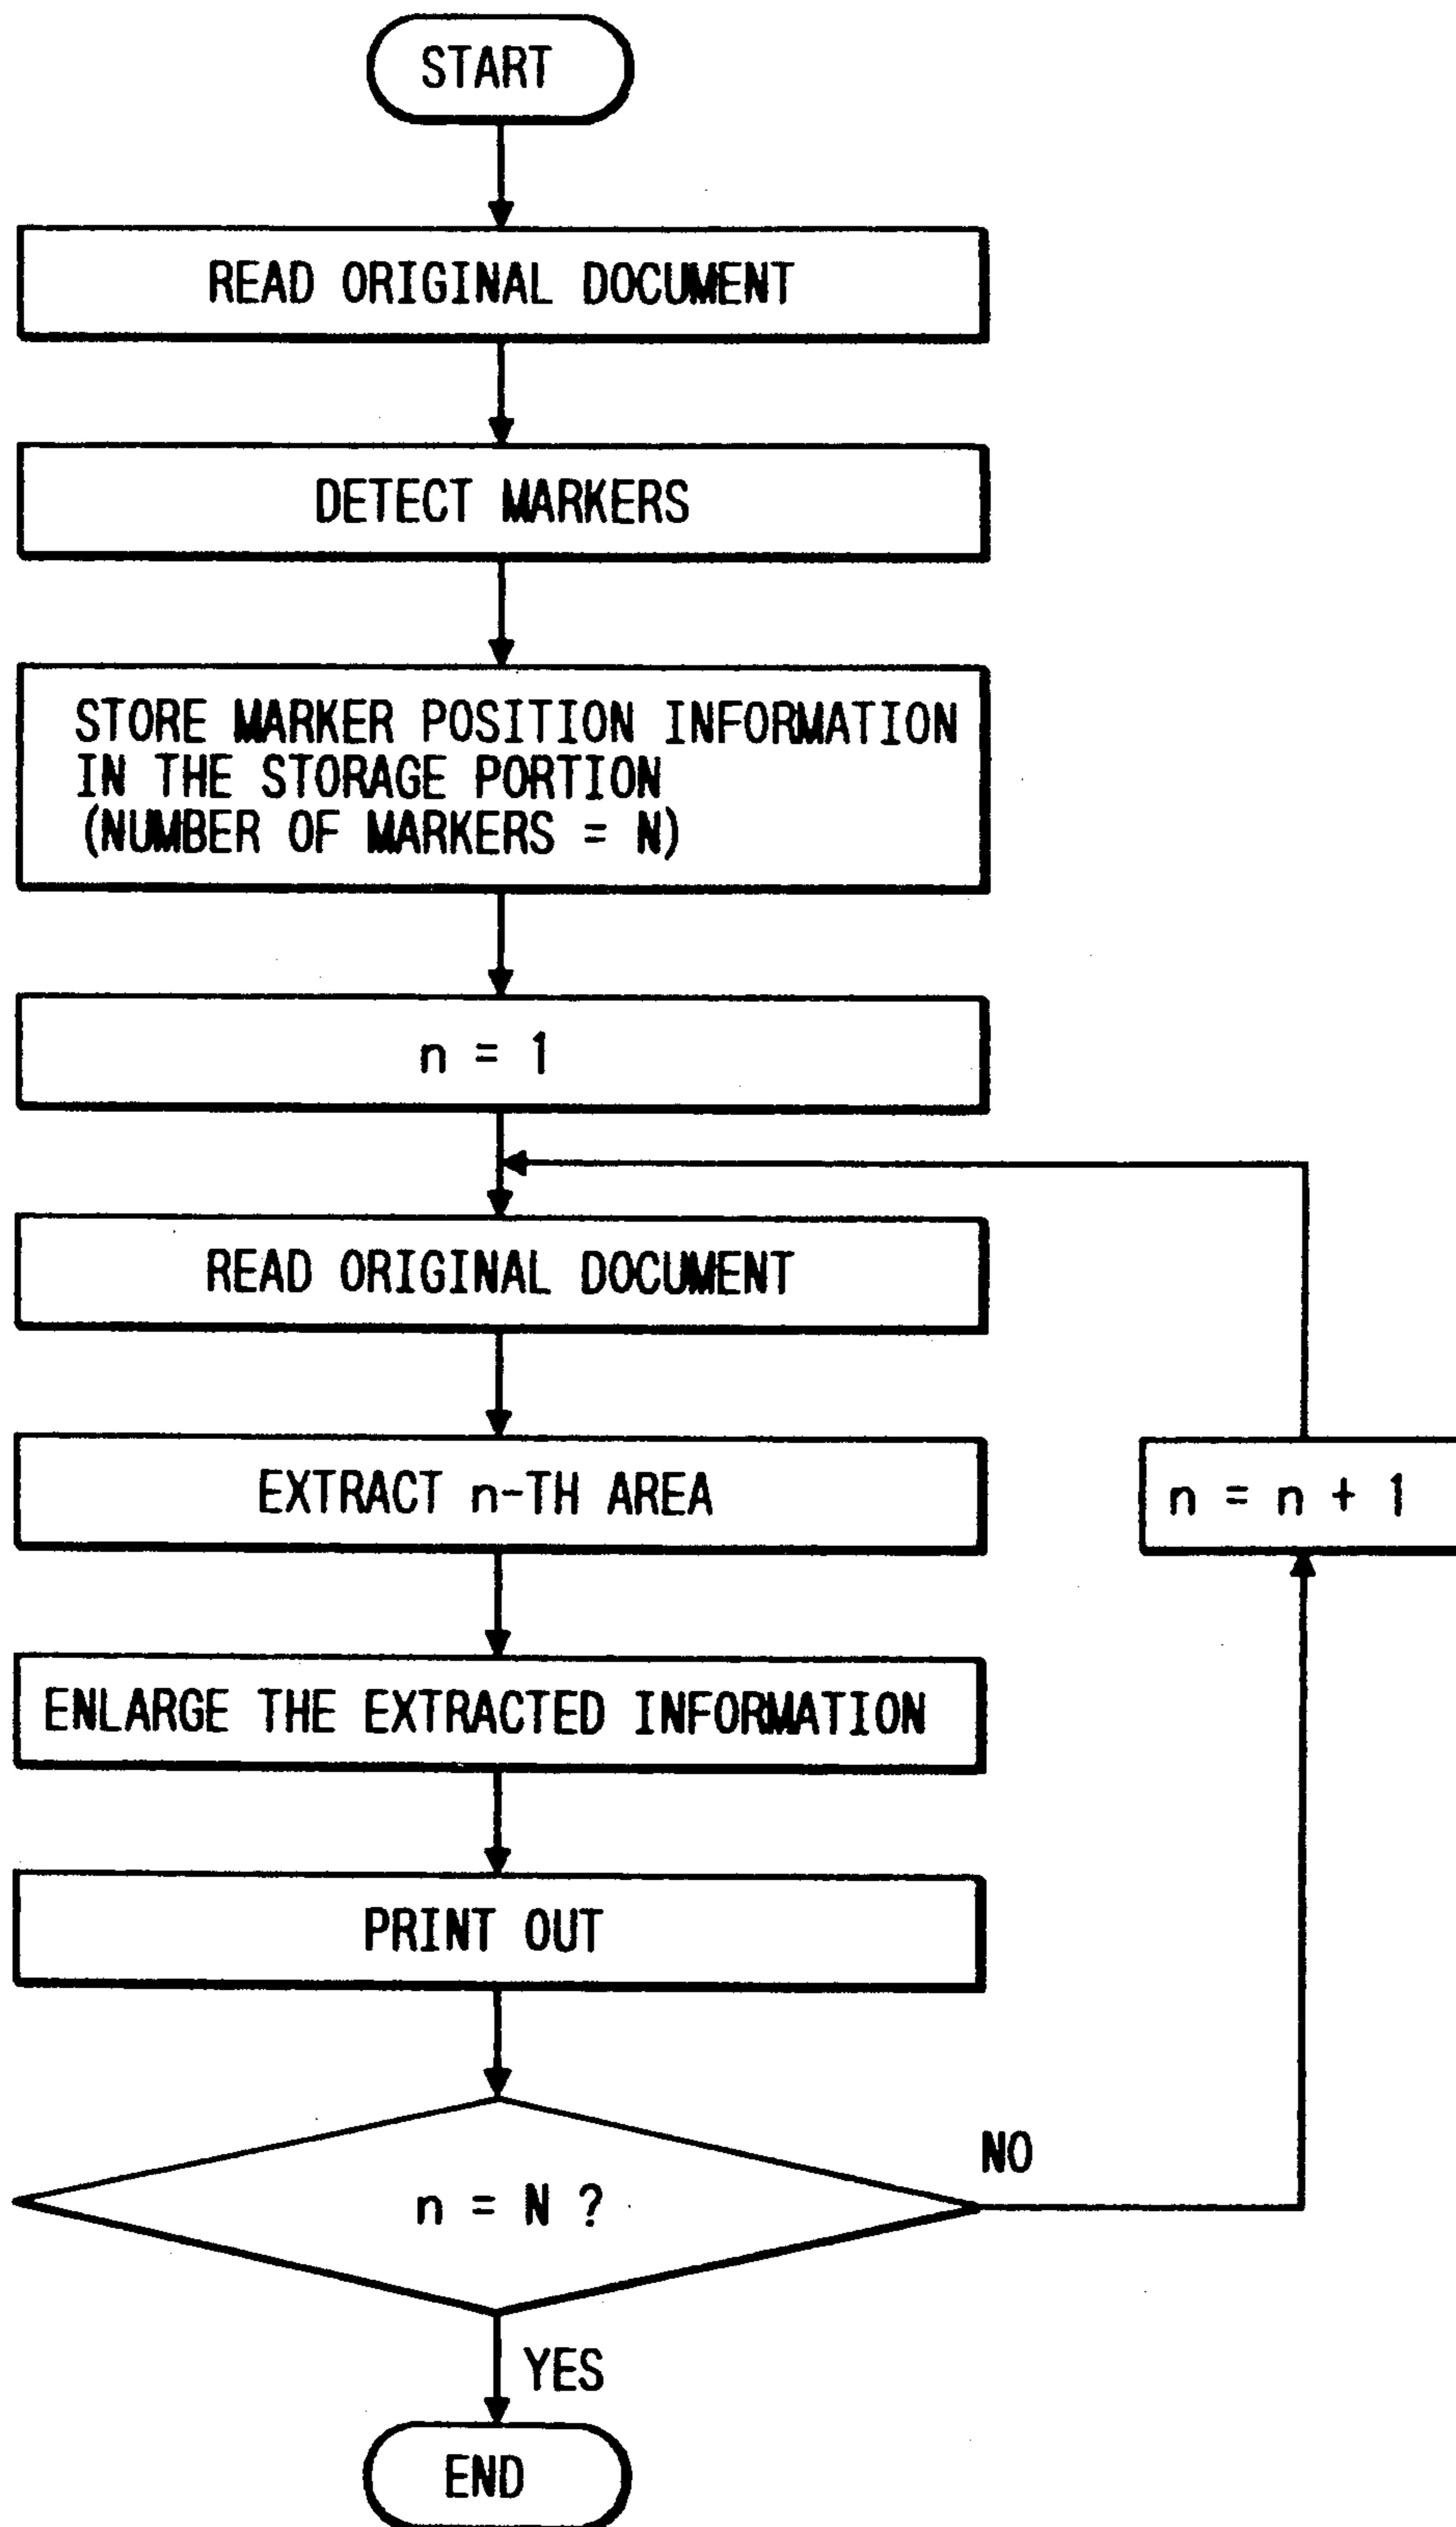 START
READ ORIGINAL DOCUMENT
DETECT MARKERS
STORE MARKER POSITION INFORMATION
IN THE STORAGE PORTION
(NUMBER OF MARKERS = N)
n = 1
READ ORIGINAL DOCUMENT
EXTRACT n-TH AREA
n = n + 1
ENLARGE THE EXTRACTED INFORMATION
PRINT OUT
n = N ?
NO
YES
END